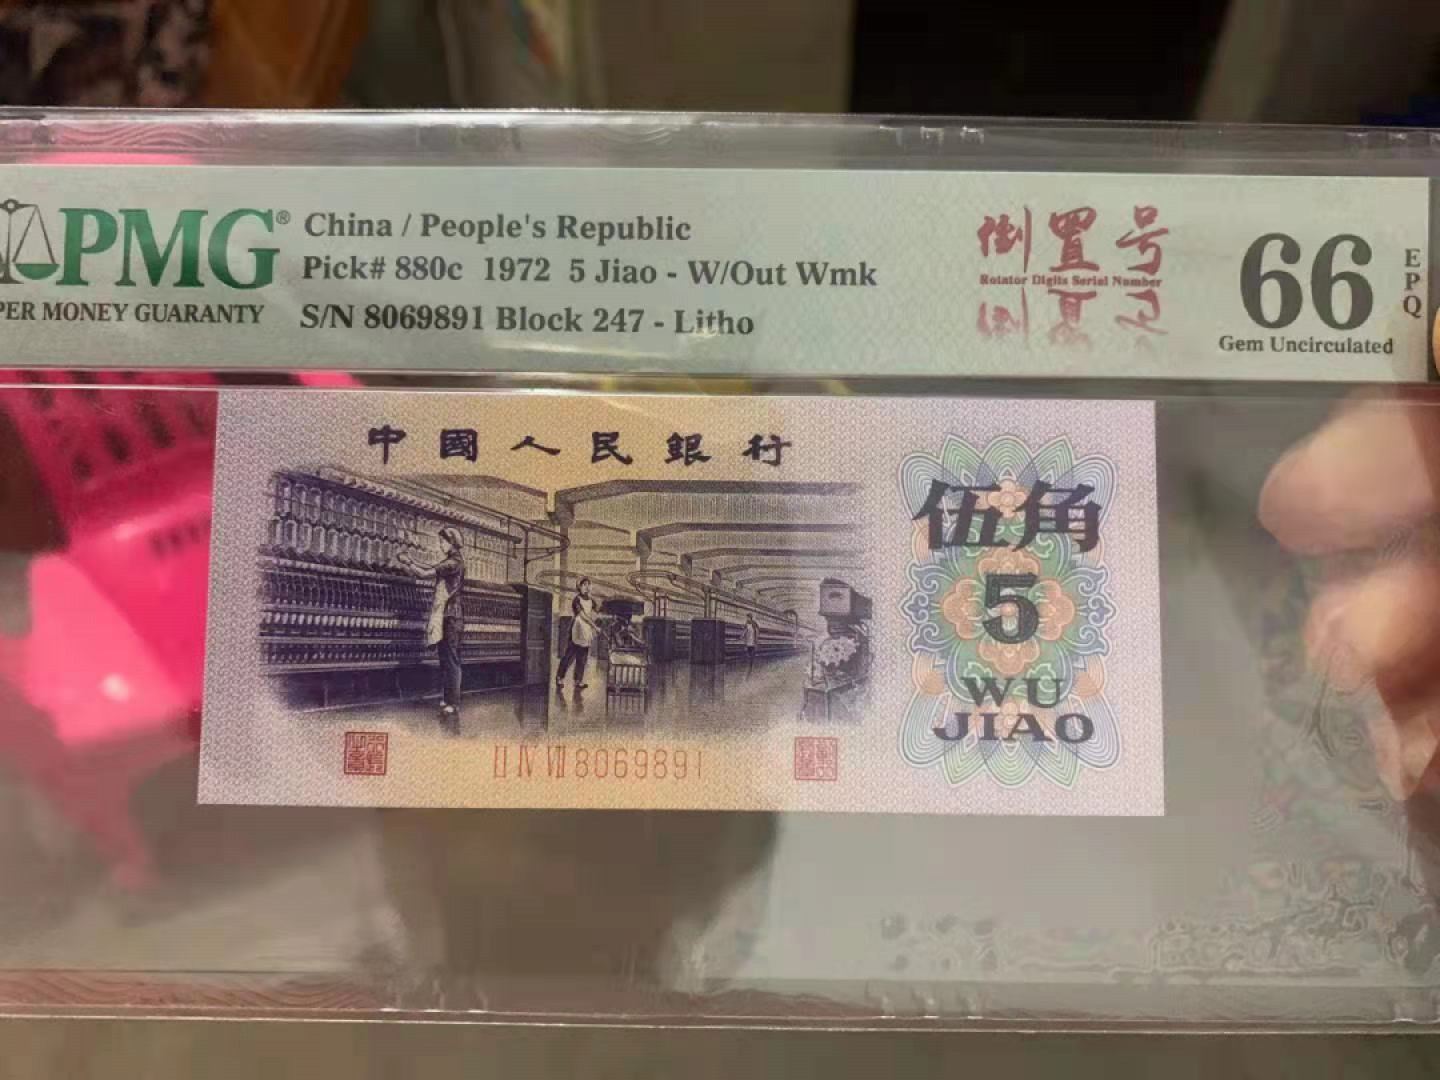 PMG®
PER MONEY GUARANTY
China / People's Republic
Pick# 880c 1972 5 Jiao - W/Out Wmk
S/N 8069891 Block 247 - Litho
倒置号
Rotator Digits Serial Number
66
EPQ
Gem Uncirculated
中國人民銀行
伍角
5
WU
JIAO
II IV VII 8069891